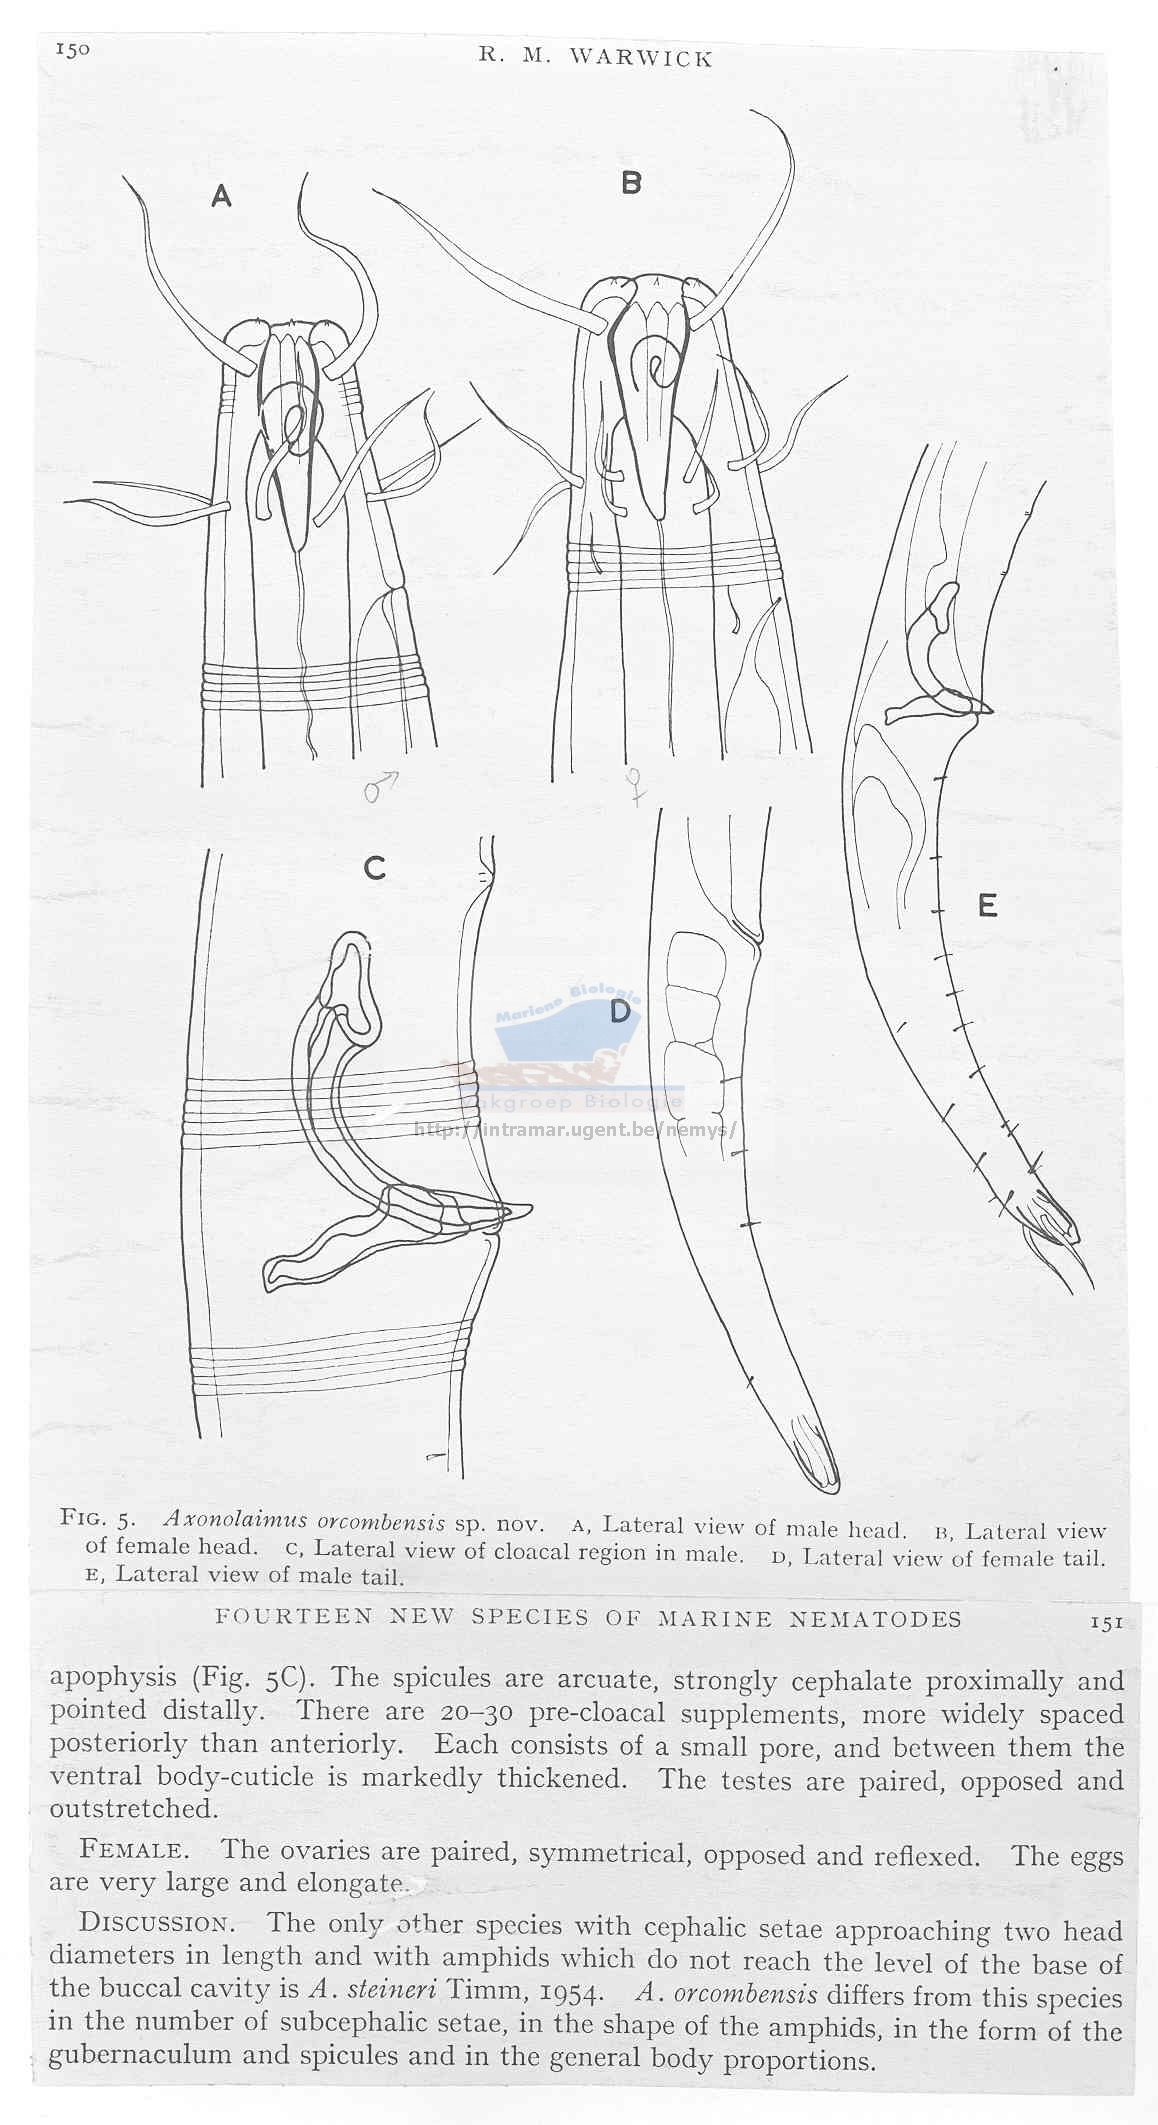 150
R. M. WARWICK
A
B
C
D
E
♂
♀
Mariene Biologie
Vakgroep Biologie
http://intramar.ugent.be/nemys/
FIG. 5. Axonolaimus orcombensis sp. nov. A, Lateral view of male head. B, Lateral view
of female head. C, Lateral view of cloacal region in male. D, Lateral view of female tail.
E, Lateral view of male tail.
FOURTEEN NEW SPECIES OF MARINE NEMATODES 151
apophysis (Fig. 5C). The spicules are arcuate, strongly cephalate proximally and
pointed distally. There are 20–30 pre-cloacal supplements, more widely spaced
posteriorly than anteriorly. Each consists of a small pore, and between them the
ventral body-cuticle is markedly thickened. The testes are paired, opposed and
outstretched.
FEMALE. The ovaries are paired, symmetrical, opposed and reflexed. The eggs
are very large and elongate.
DISCUSSION. The only other species with cephalic setae approaching two head
diameters in length and with amphids which do not reach the level of the base of
the buccal cavity is A. steineri Timm, 1954. A. orcombensis differs from this species
in the number of subcephalic setae, in the shape of the amphids, in the form of the
gubernaculum and spicules and in the general body proportions.